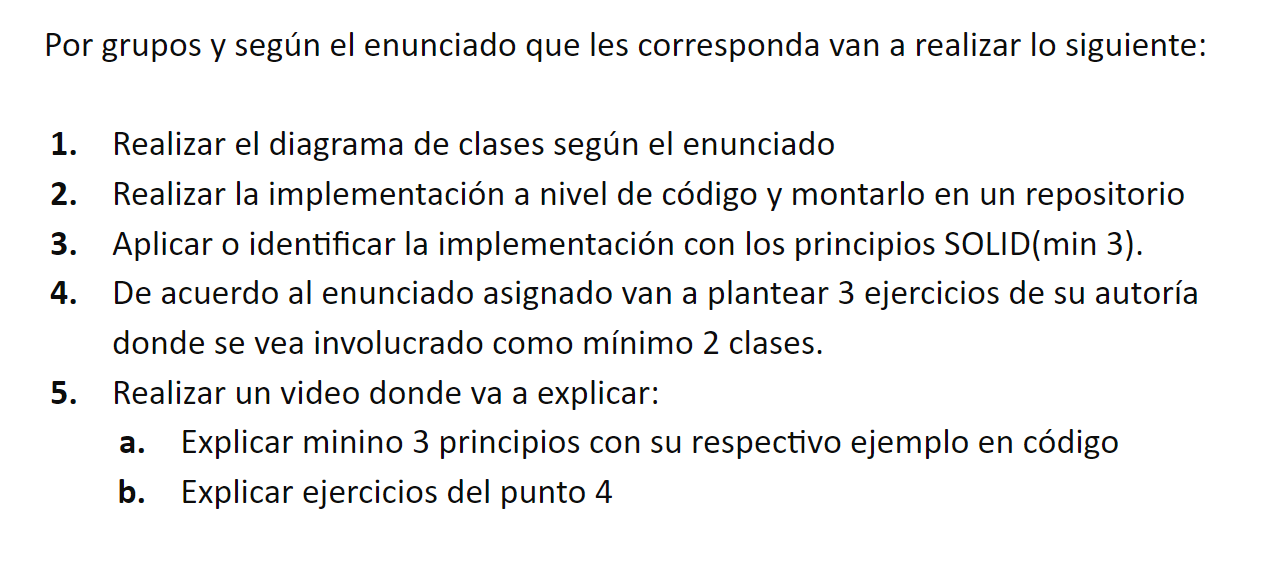 Por grupos y según el enunciado que les corresponda van a realizar lo siguiente:
1. Realizar el diagrama de clases según el enunciado
2. Realizar la implementación a nivel de código y montarlo en un repositorio
3. Aplicar o identificar la implementación con los principios SOLID(min 3).
4. De acuerdo al enunciado asignado van a plantear 3 ejercicios de su autoría
donde se vea involucrado como mínimo 2 clases.
5. Realizar un video donde va a explicar:
a. Explicar minino 3 principios con su respectivo ejemplo en código
b. Explicar ejercicios del punto 4